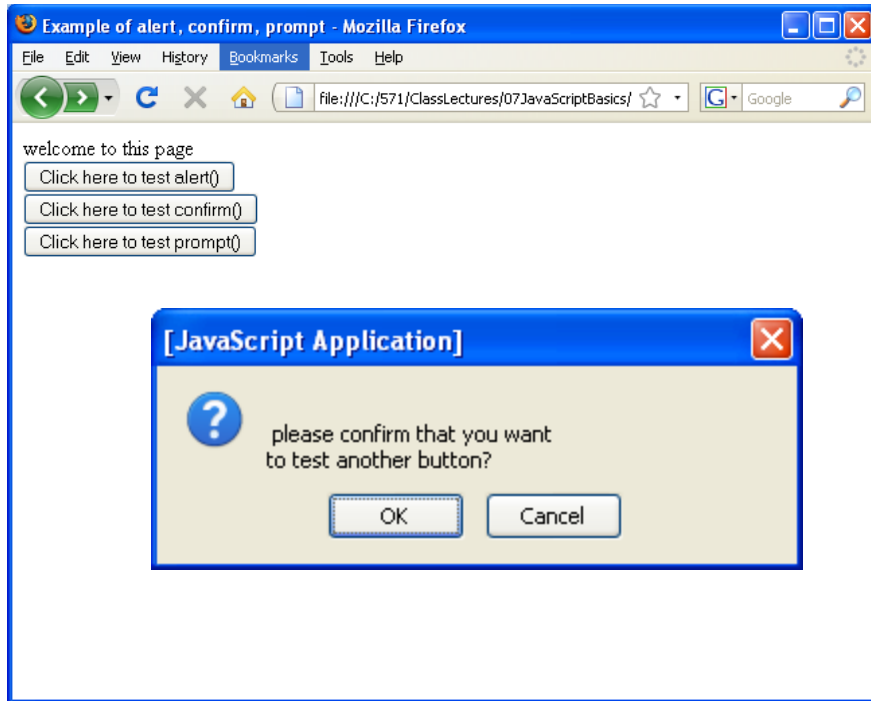 Example of alert, confirm, prompt - Mozilla Firefox
File Edit View History Bookmarks Tools Help
file:///C:/571/ClassLectures/07JavaScriptBasics/ G Google
welcome to this page
Click here to test alert()
Click here to test confirm()
Click here to test prompt()
[JavaScript Application]
?
please confirm that you want
to test another button?
OK Cancel